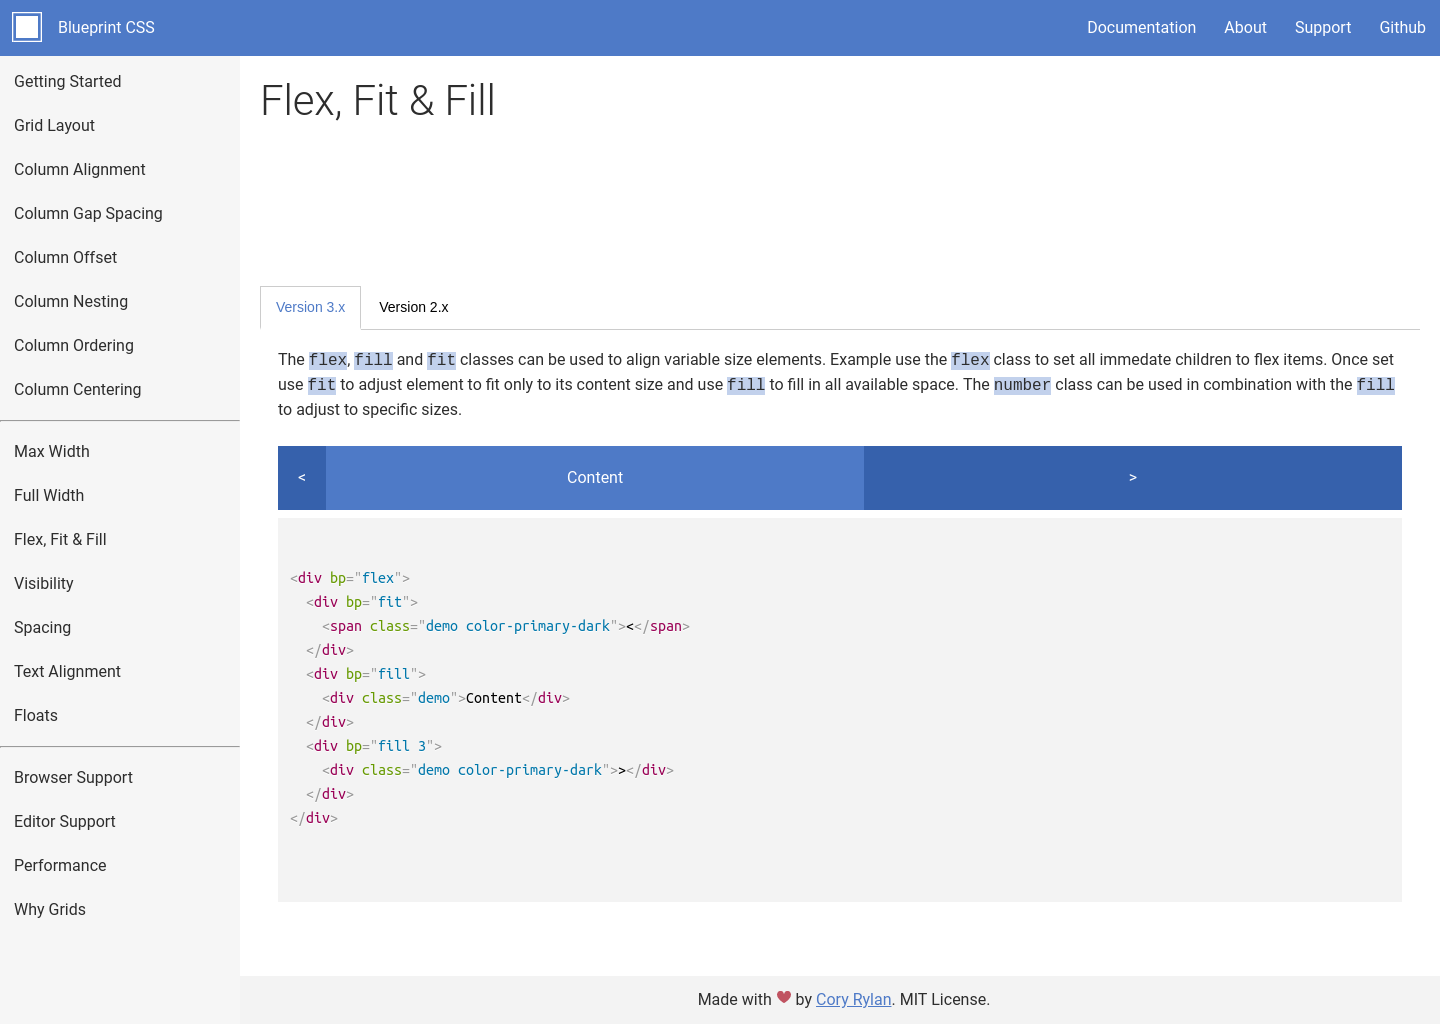 Blueprint CSS
Documentation About Support Github
Getting Started
Grid Layout
Column Alignment
Column Gap Spacing
Column Offset
Column Nesting
Column Ordering
Column Centering
Max Width
Full Width
Flex, Fit & Fill
Visibility
Spacing
Text Alignment
Floats
Browser Support
Editor Support
Performance
Why Grids
Flex, Fit & Fill
Version 3.x Version 2.x
The flex, fill and fit classes can be used to align variable size elements. Example use the flex class to set all immedate children to flex items. Once set
use fit to adjust element to fit only to its content size and use fill to fill in all available space. The number class can be used in combination with the fill
to adjust to specific sizes.
< Content >
<div bp="flex">
  <div bp="fit">
    <span class="demo color-primary-dark"><</span>
  </div>
  <div bp="fill">
    <div class="demo">Content</div>
  </div>
  <div bp="fill 3">
    <div class="demo color-primary-dark">></div>
  </div>
</div>
Made with ♥ by Cory Rylan. MIT License.